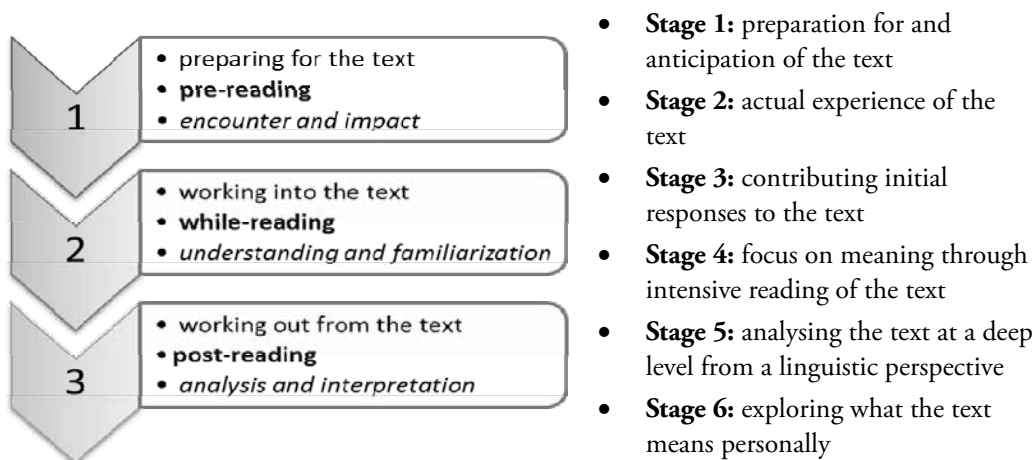 1
• preparing for the text
• pre-reading
• encounter and impact
2
• working into the text
• while-reading
• understanding and familiarization
3
• working out from the text
• post-reading
• analysis and interpretation
• Stage 1: preparation for and
anticipation of the text
• Stage 2: actual experience of the
text
• Stage 3: contributing initial
responses to the text
• Stage 4: focus on meaning through
intensive reading of the text
• Stage 5: analysing the text at a deep
level from a linguistic perspective
• Stage 6: exploring what the text
means personally